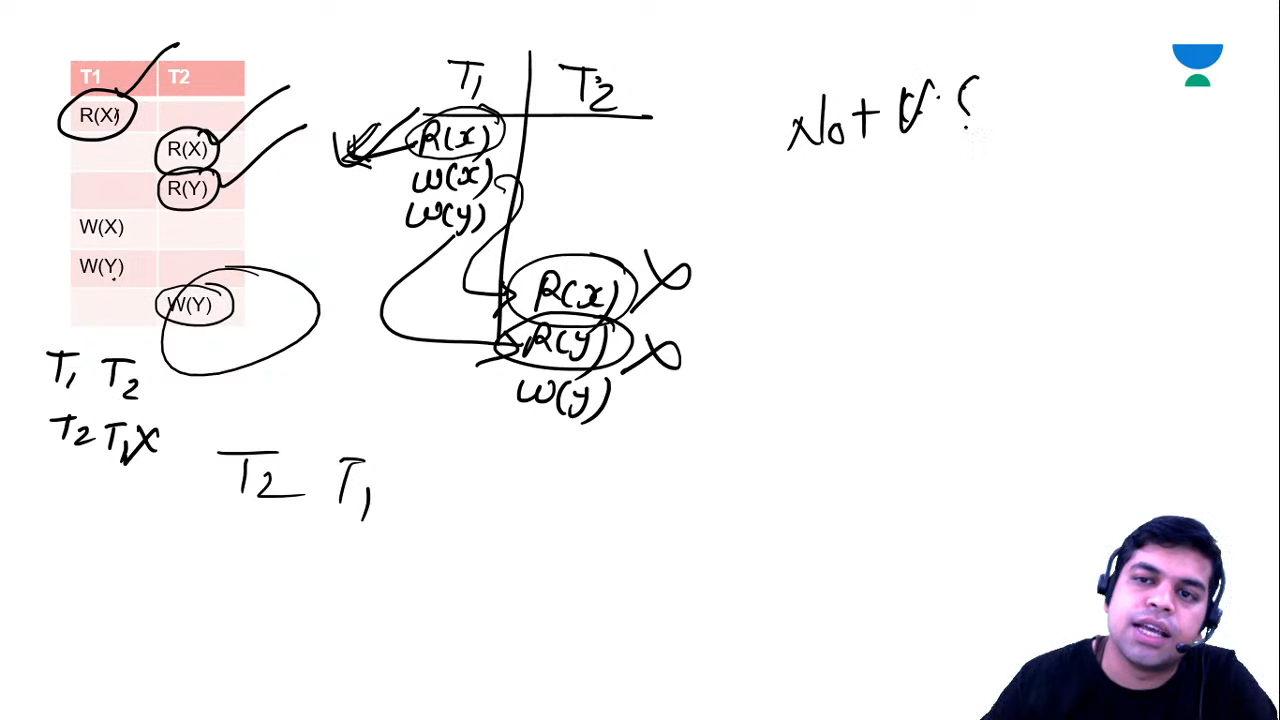 T1 T2
R(X)
R(X)
R(Y)
W(X)
W(Y)
W(Y)
T1 T2
T2 T1 X
T2 T1
T1 T2
R(x)
W(x)
W(y)
R(x)
R(y)
W(y)
Not V.S